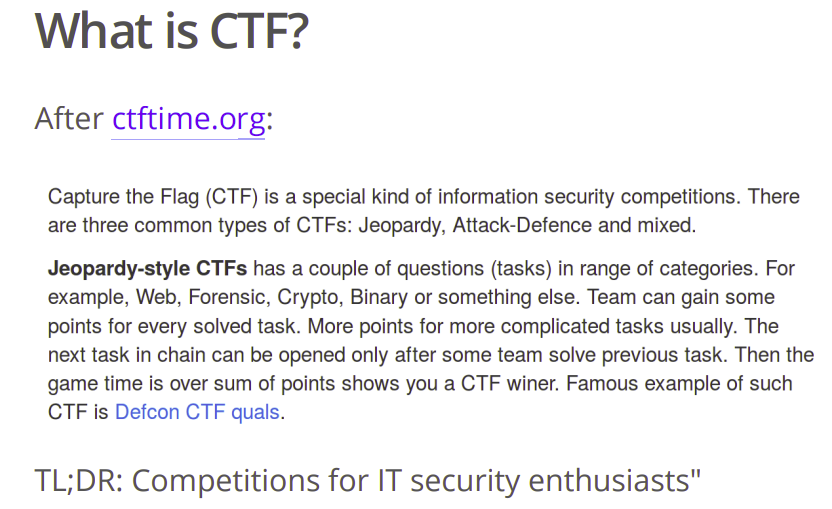 What is CTF?
After ctftime.org:
Capture the Flag (CTF) is a special kind of information security competitions. There
are three common types of CTFs: Jeopardy, Attack-Defence and mixed.
Jeopardy-style CTFs has a couple of questions (tasks) in range of categories. For
example, Web, Forensic, Crypto, Binary or something else. Team can gain some
points for every solved task. More points for more complicated tasks usually. The
next task in chain can be opened only after some team solve previous task. Then the
game time is over sum of points shows you a CTF winer. Famous example of such
CTF is Defcon CTF quals.
TL;DR: Competitions for IT security enthusiasts"